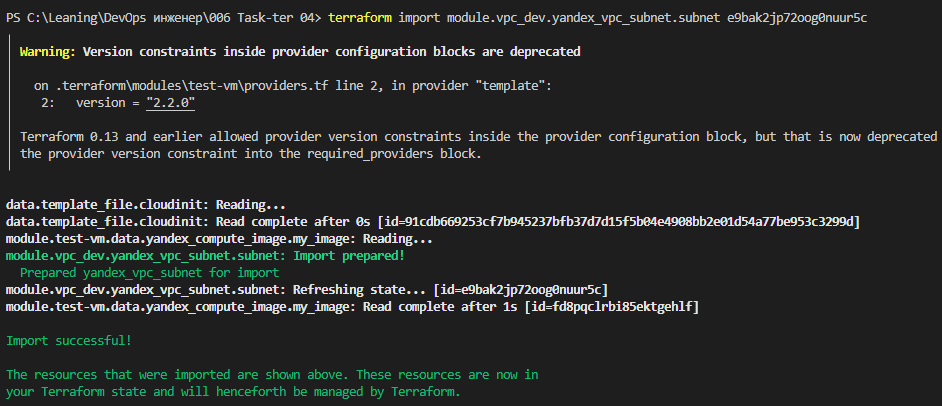 PS C:\Leaning\DevOps инженер\006 Task-ter 04> terraform import module.vpc_dev.yandex_vpc_subnet.subnet e9bak2jp72oog0nuur5c
Warning: Version constraints inside provider configuration blocks are deprecated
on .terraform\modules\test-vm\providers.tf line 2, in provider "template":
2:   version = "2.2.0"
Terraform 0.13 and earlier allowed provider version constraints inside the provider configuration block, but that is now deprecated
the provider version constraint into the required_providers block.
data.template_file.cloudinit: Reading...
data.template_file.cloudinit: Read complete after 0s [id=91cdb669253cf7b945237bfb37d7d15f5b04e4908bb2e01d54a77be953c3299d]
module.test-vm.data.yandex_compute_image.my_image: Reading...
module.vpc_dev.yandex_vpc_subnet.subnet: Import prepared!
Prepared yandex_vpc_subnet for import
module.vpc_dev.yandex_vpc_subnet.subnet: Refreshing state... [id=e9bak2jp72oog0nuur5c]
module.test-vm.data.yandex_compute_image.my_image: Read complete after 1s [id=fd8pqclrbi85ektgehlf]
Import successful!
The resources that were imported are shown above. These resources are now in
your Terraform state and will henceforth be managed by Terraform.